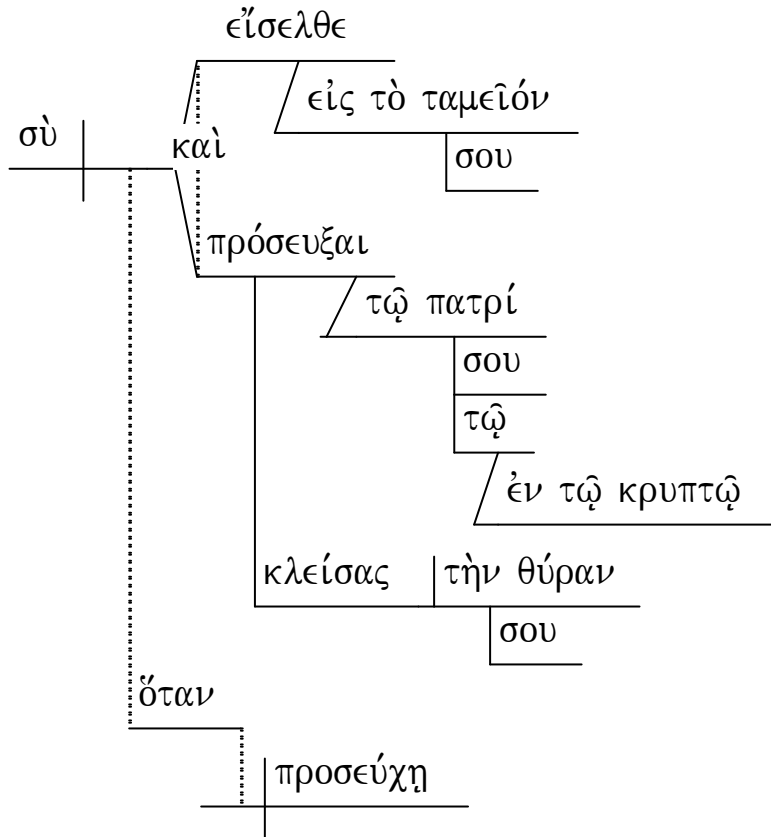 εἴσελθε
εἰς τὸ ταμεῖόν
σὺ
καὶ
σου
πρόσευξαι
τῷ πατρί
σου
τῷ
ἐν τῷ κρυπτῷ
κλείσας τὴν θύραν
σου
ὅταν
προσεύχῃ